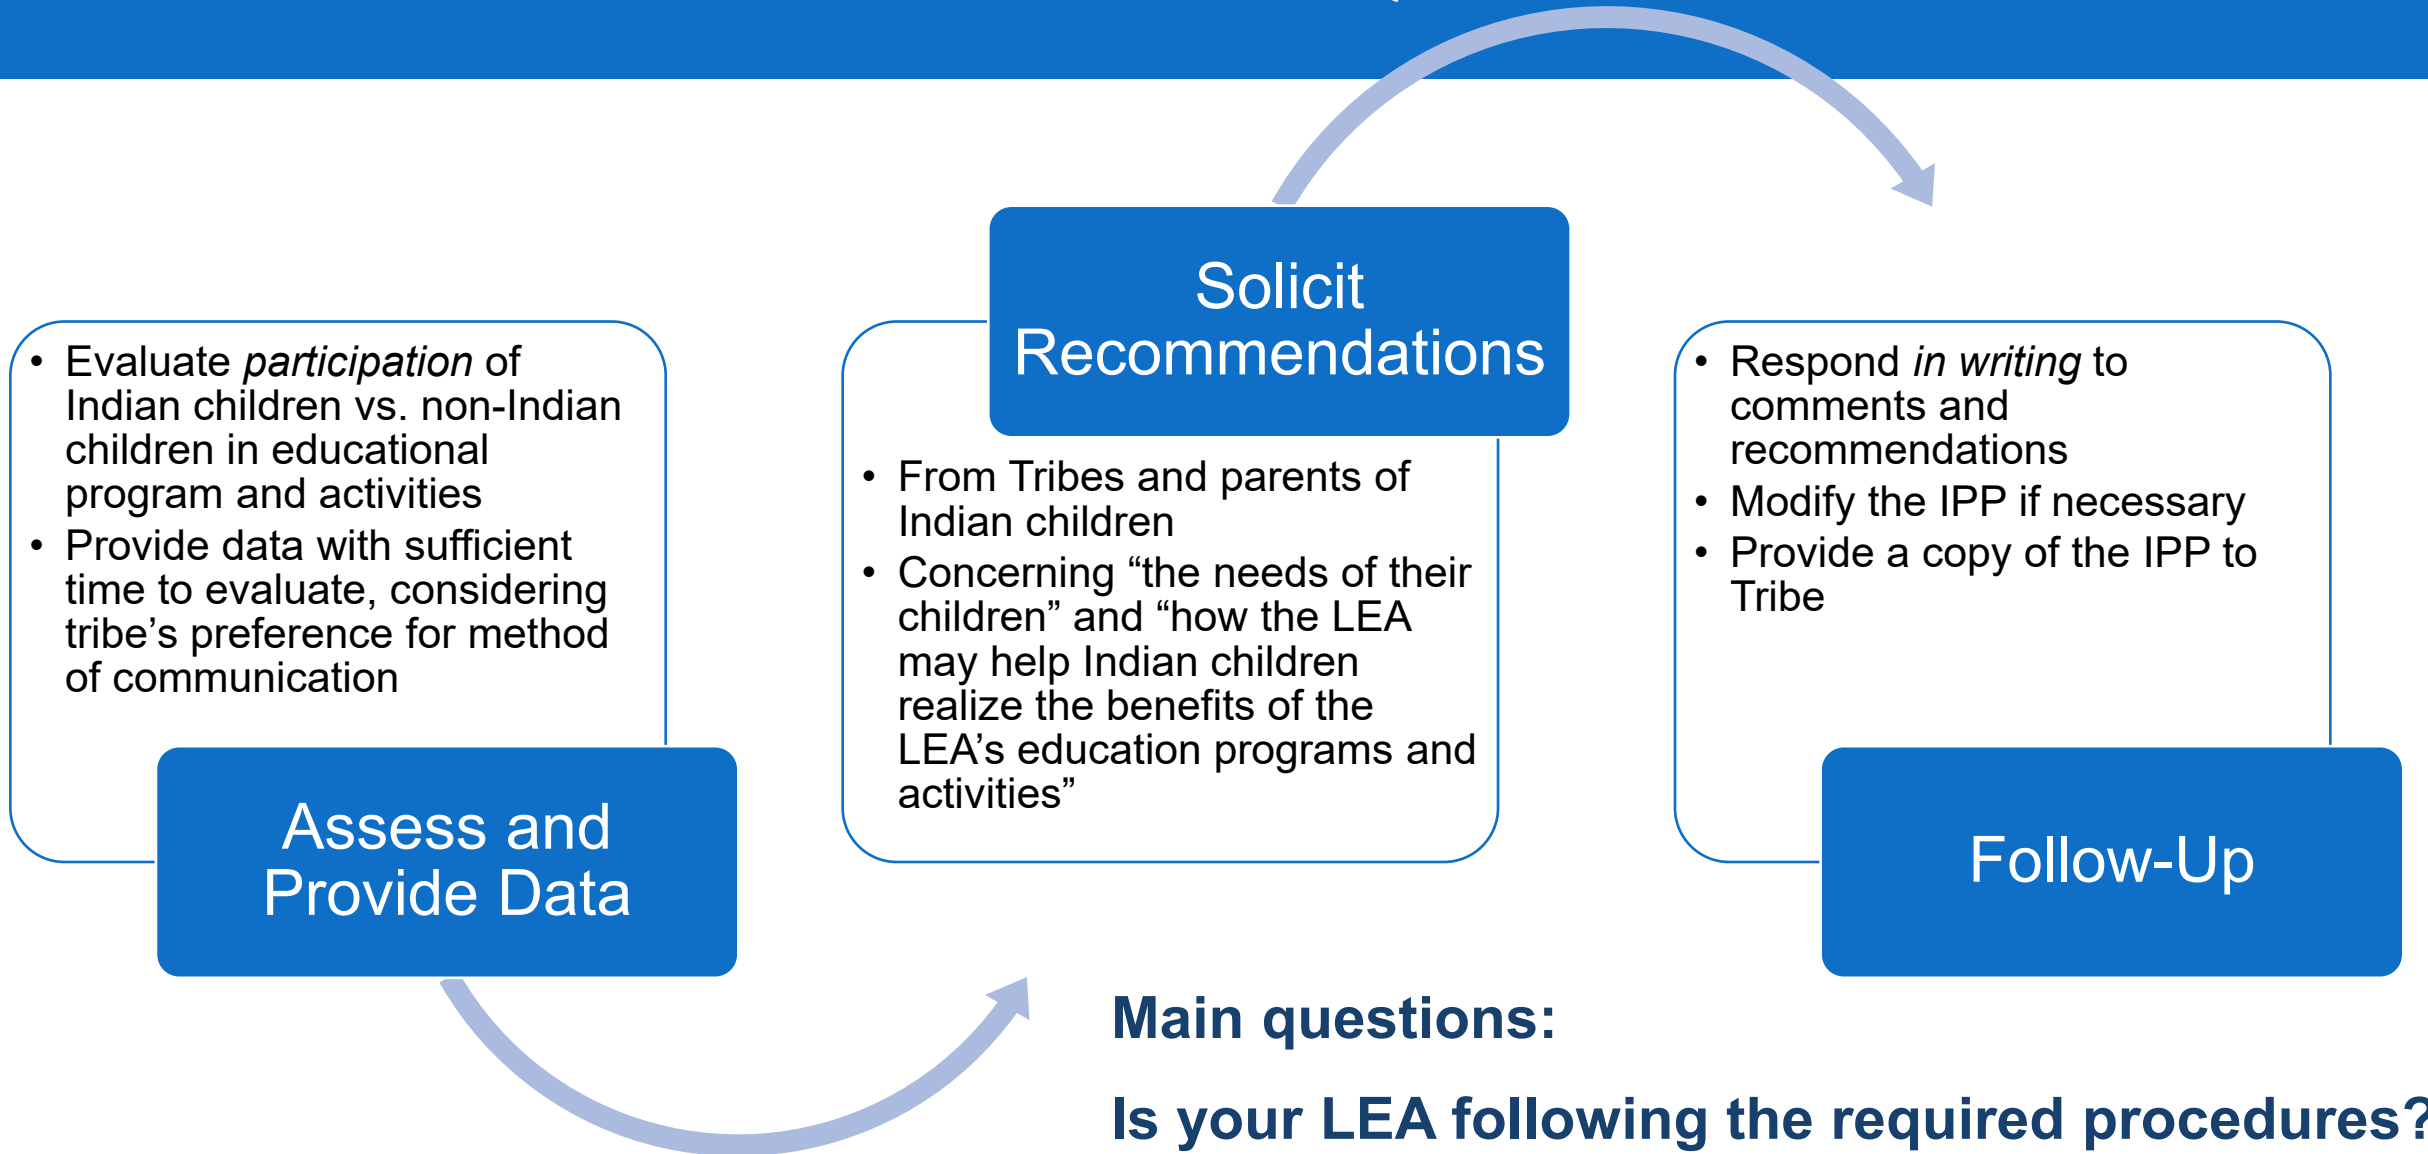 • Evaluate participation of
Indian children vs. non-Indian
children in educational
program and activities
• Provide data with sufficient
time to evaluate, considering
tribe’s preference for method
of communication
Assess and
Provide Data
Solicit
Recommendations
• From Tribes and parents of
Indian children
• Concerning “the needs of their
children” and “how the LEA
may help Indian children
realize the benefits of the
LEA’s education programs and
activities”
• Respond in writing to
comments and
recommendations
• Modify the IPP if necessary
• Provide a copy of the IPP to
Tribe
Follow-Up
Main questions:
Is your LEA following the required procedures?